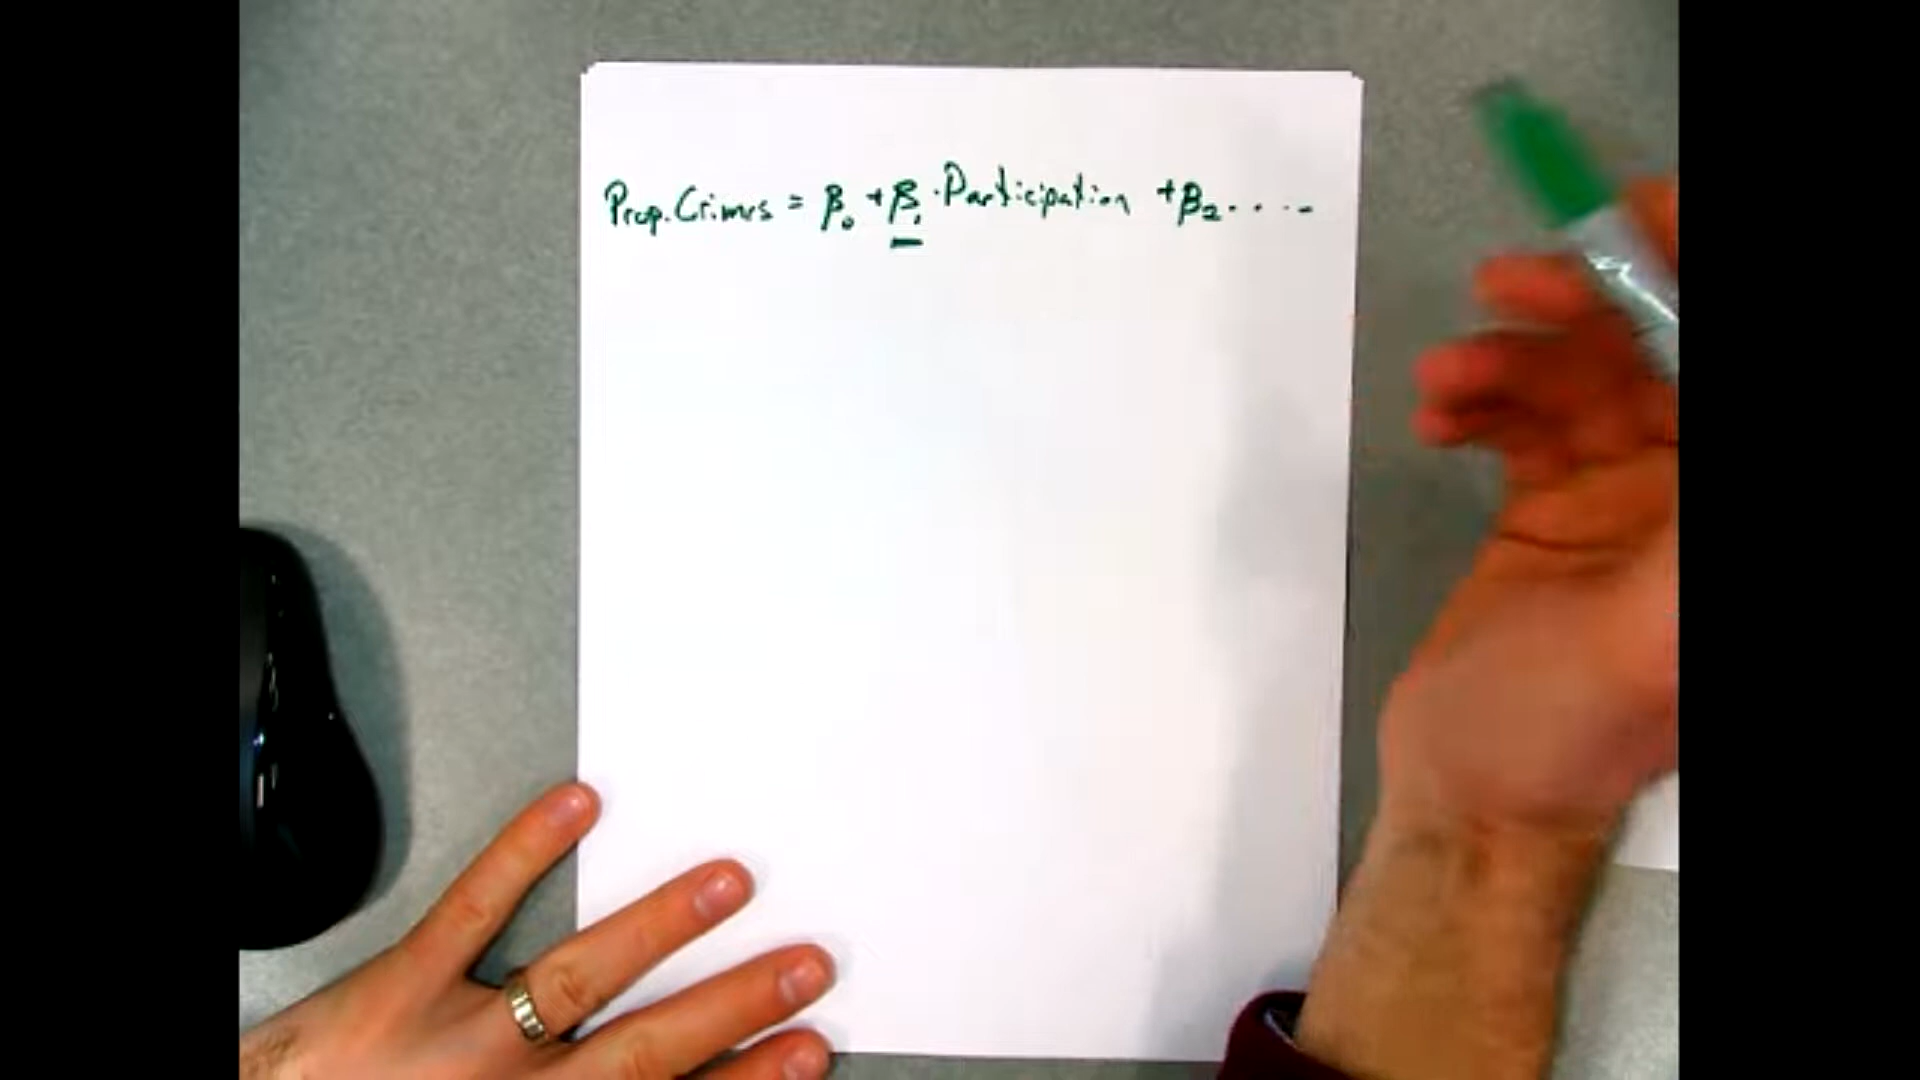 Prop. Crimes = β₀ + β₁ · Participation + β₂ . . . .